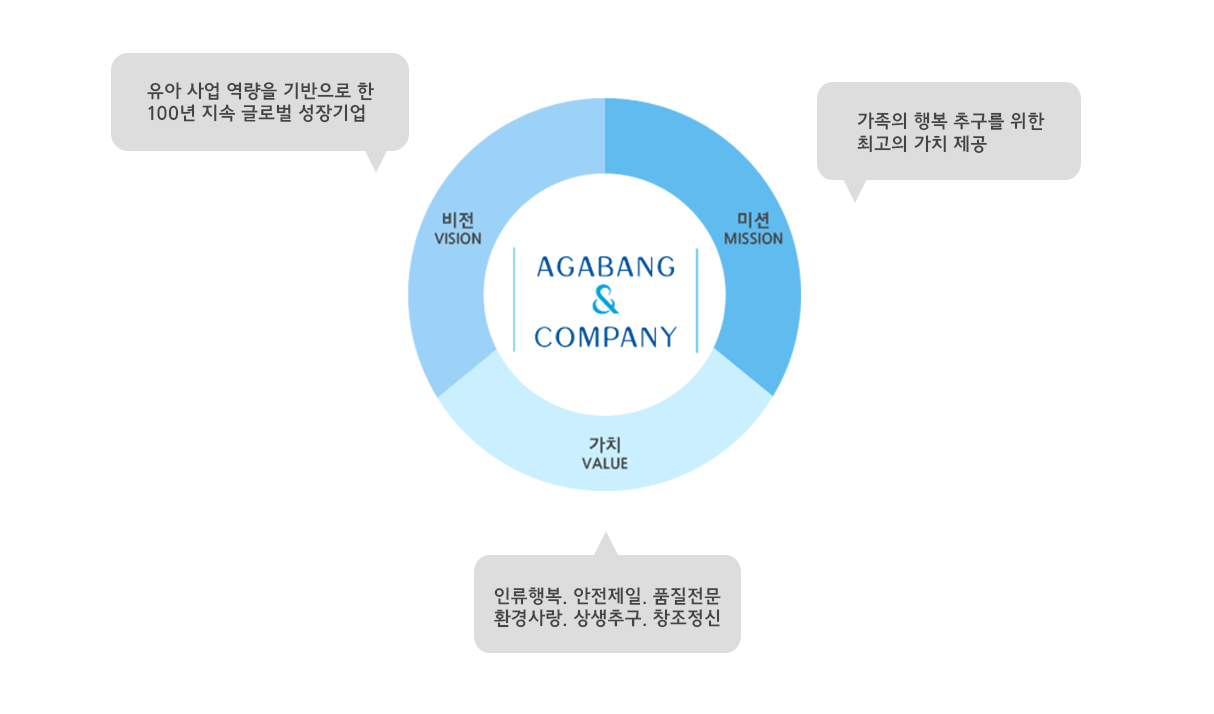 유아 사업 역량을 기반으로 한
100년 지속 글로벌 성장기업
가족의 행복 추구를 위한
최고의 가치 제공
비전
VISION
미션
MISSION
AGABANG
&
COMPANY
가치
VALUE
인류행복. 안전제일. 품질전문
환경사랑. 상생추구. 창조정신